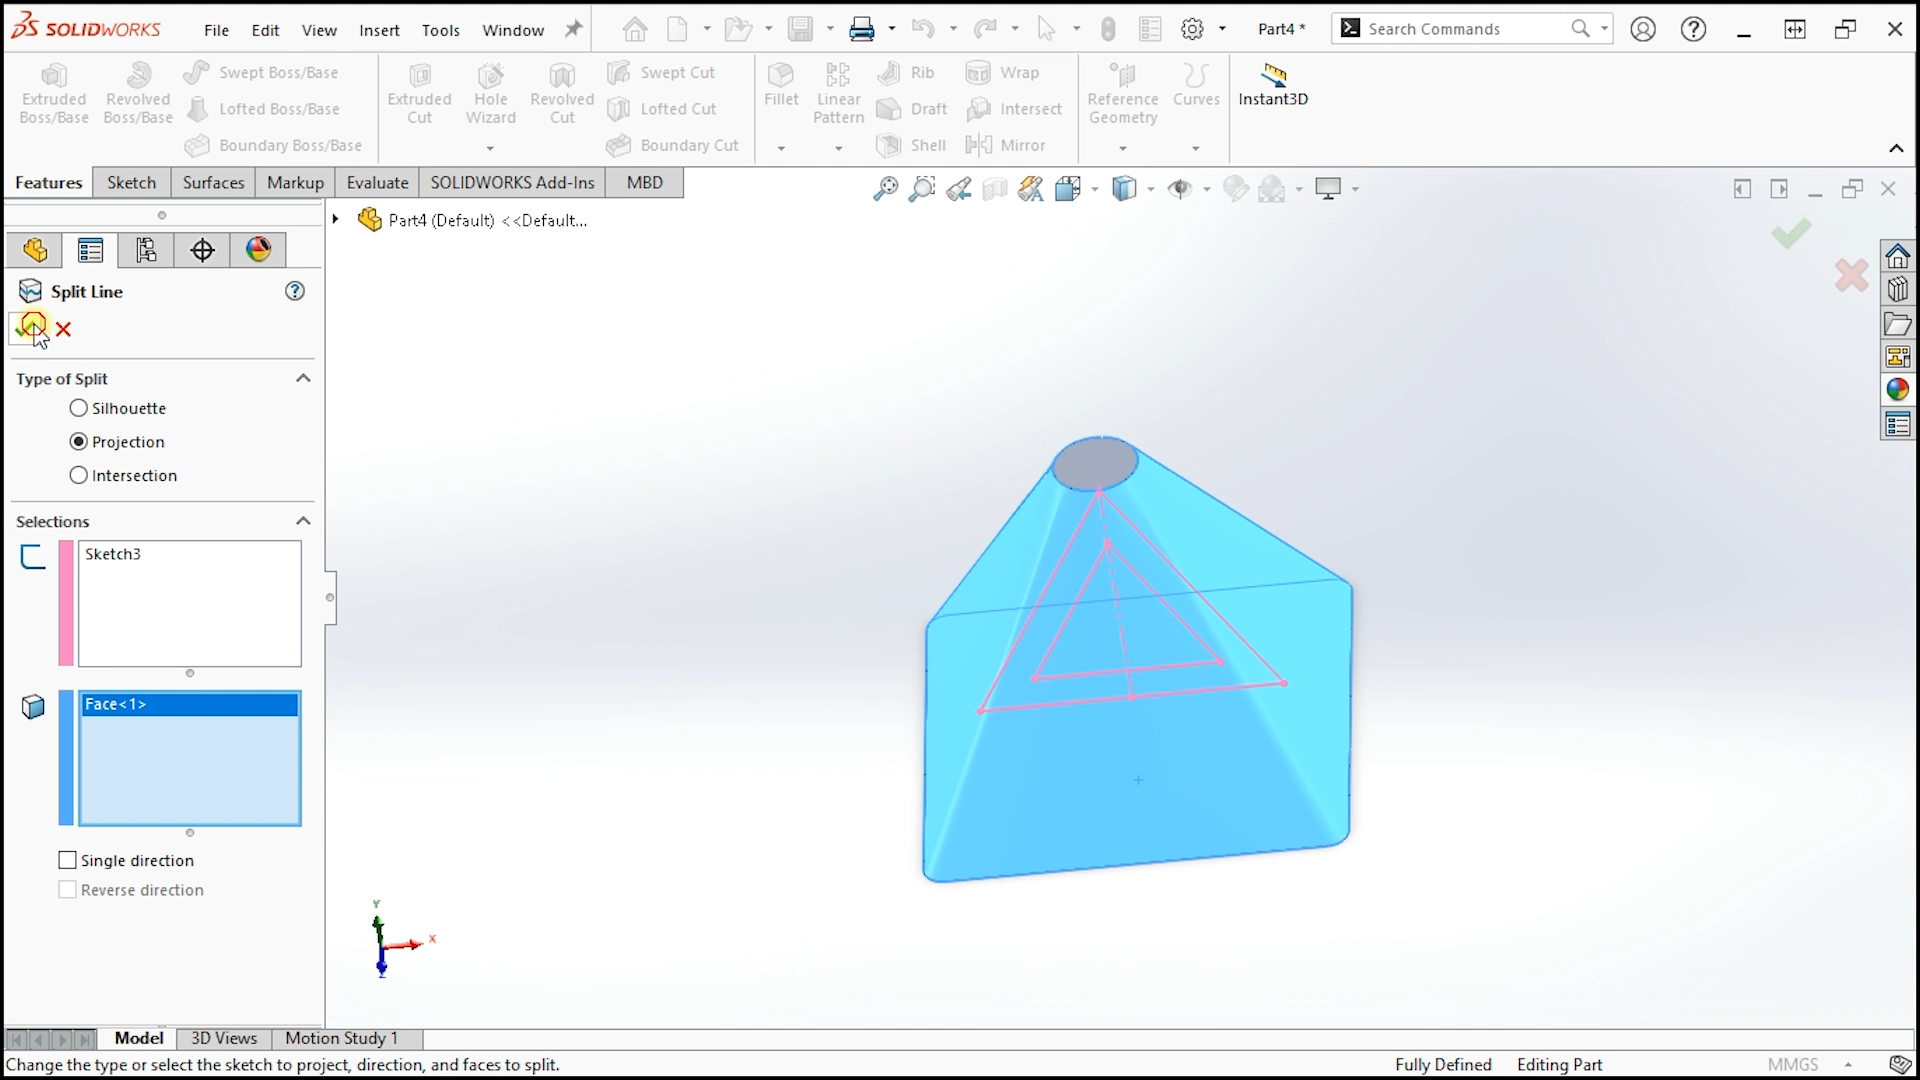 SOLIDWORKS
File Edit View Insert Tools Window
Part4 *
Search Commands
Extruded Boss/Base
Revolved Boss/Base
Swept Boss/Base
Lofted Boss/Base
Boundary Boss/Base
Extruded Cut
Hole Wizard
Revolved Cut
Swept Cut
Lofted Cut
Boundary Cut
Fillet
Linear Pattern
Rib
Draft
Shell
Wrap
Intersect
Mirror
Reference Geometry
Curves
Instant3D
Features Sketch Surfaces Markup Evaluate SOLIDWORKS Add-Ins MBD
Part4 (Default) <<Default...
Split Line
Type of Split
Silhouette
Projection
Intersection
Selections
Sketch3
Face<1>
Single direction
Reverse direction
Y
X
Z
Model 3D Views Motion Study 1
Change the type or select the sketch to project, direction, and faces to split.
Fully Defined Editing Part MMGS